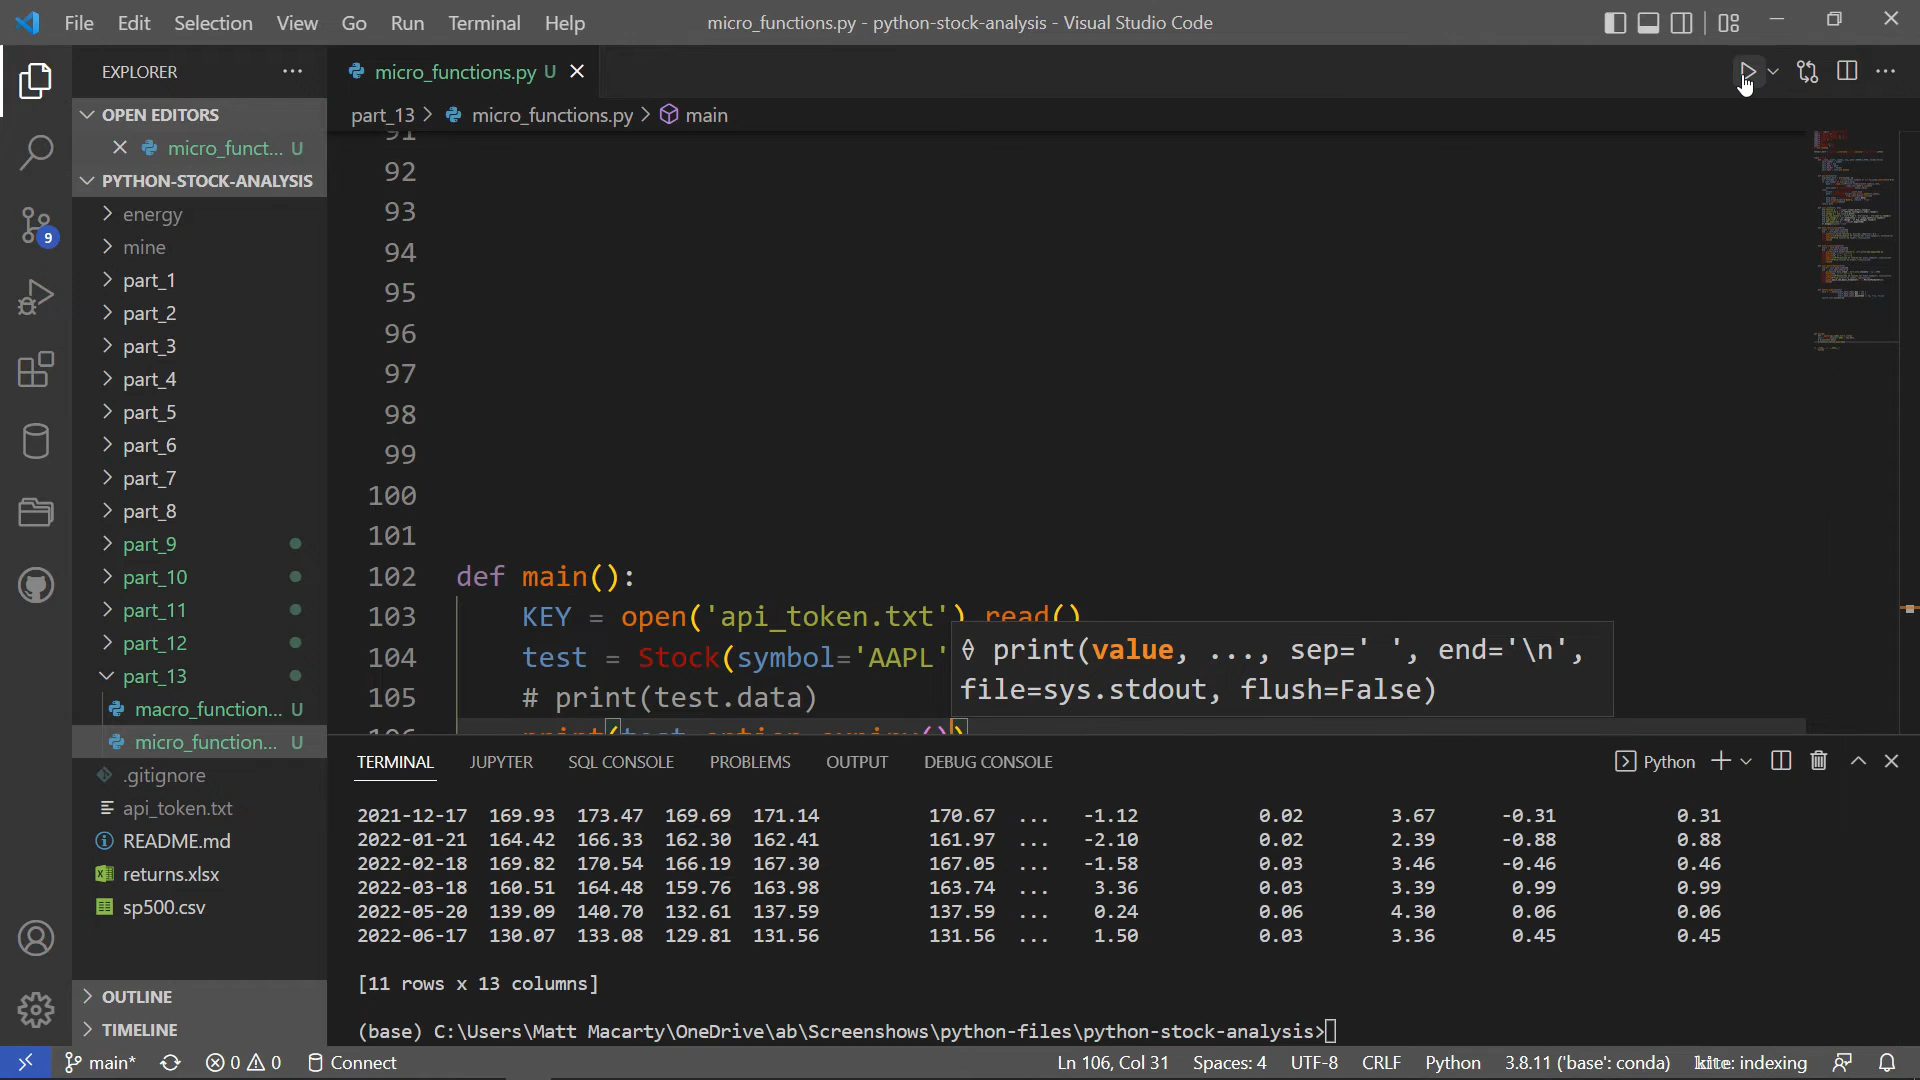 File Edit Selection View Go Run Terminal Help
micro_functions.py - python-stock-analysis - Visual Studio Code
EXPLORER
OPEN EDITORS
micro_funct... U
PYTHON-STOCK-ANALYSIS
energy
mine
part_1
part_2
part_3
part_4
part_5
part_6
part_7
part_8
part_9
part_10
part_11
part_12
part_13
macro_function... U
micro_function... U
.gitignore
api_token.txt
README.md
returns.xlsx
sp500.csv
OUTLINE
TIMELINE
9
micro_functions.py U
part_13 > micro_functions.py > main
91
92
93
94
95
96
97
98
99
100
101
102 def main():
103 KEY = open('api_token.txt').read()
104 test = Stock(symbol='AAPL'
105 # print(test.data)
106 print(test.option_expiry())
print(value, ..., sep=' ', end='\n',
file=sys.stdout, flush=False)
TERMINAL JUPYTER SQL CONSOLE PROBLEMS OUTPUT DEBUG CONSOLE
Python
2021-12-17 169.93 173.47 169.69 171.14 170.67 ... -1.12 0.02 3.67 -0.31 0.31
2022-01-21 164.42 166.33 162.30 162.41 161.97 ... -2.10 0.02 2.39 -0.88 0.88
2022-02-18 169.82 170.54 166.19 167.30 167.05 ... -1.58 0.03 3.46 -0.46 0.46
2022-03-18 160.51 164.48 159.76 163.98 163.74 ... 3.36 0.03 3.39 0.99 0.99
2022-05-20 139.09 140.70 132.61 137.59 137.59 ... 0.24 0.06 4.30 0.06 0.06
2022-06-17 130.07 133.08 129.81 131.56 131.56 ... 1.50 0.03 3.36 0.45 0.45
[11 rows x 13 columns]
(base) C:\Users\Matt Macarty\OneDrive\ab\Screenshows\python-files\python-stock-analysis>
main* 0 0 Connect Ln 106, Col 31 Spaces: 4 UTF-8 CRLF Python 3.8.11 ('base': conda) kite: indexing